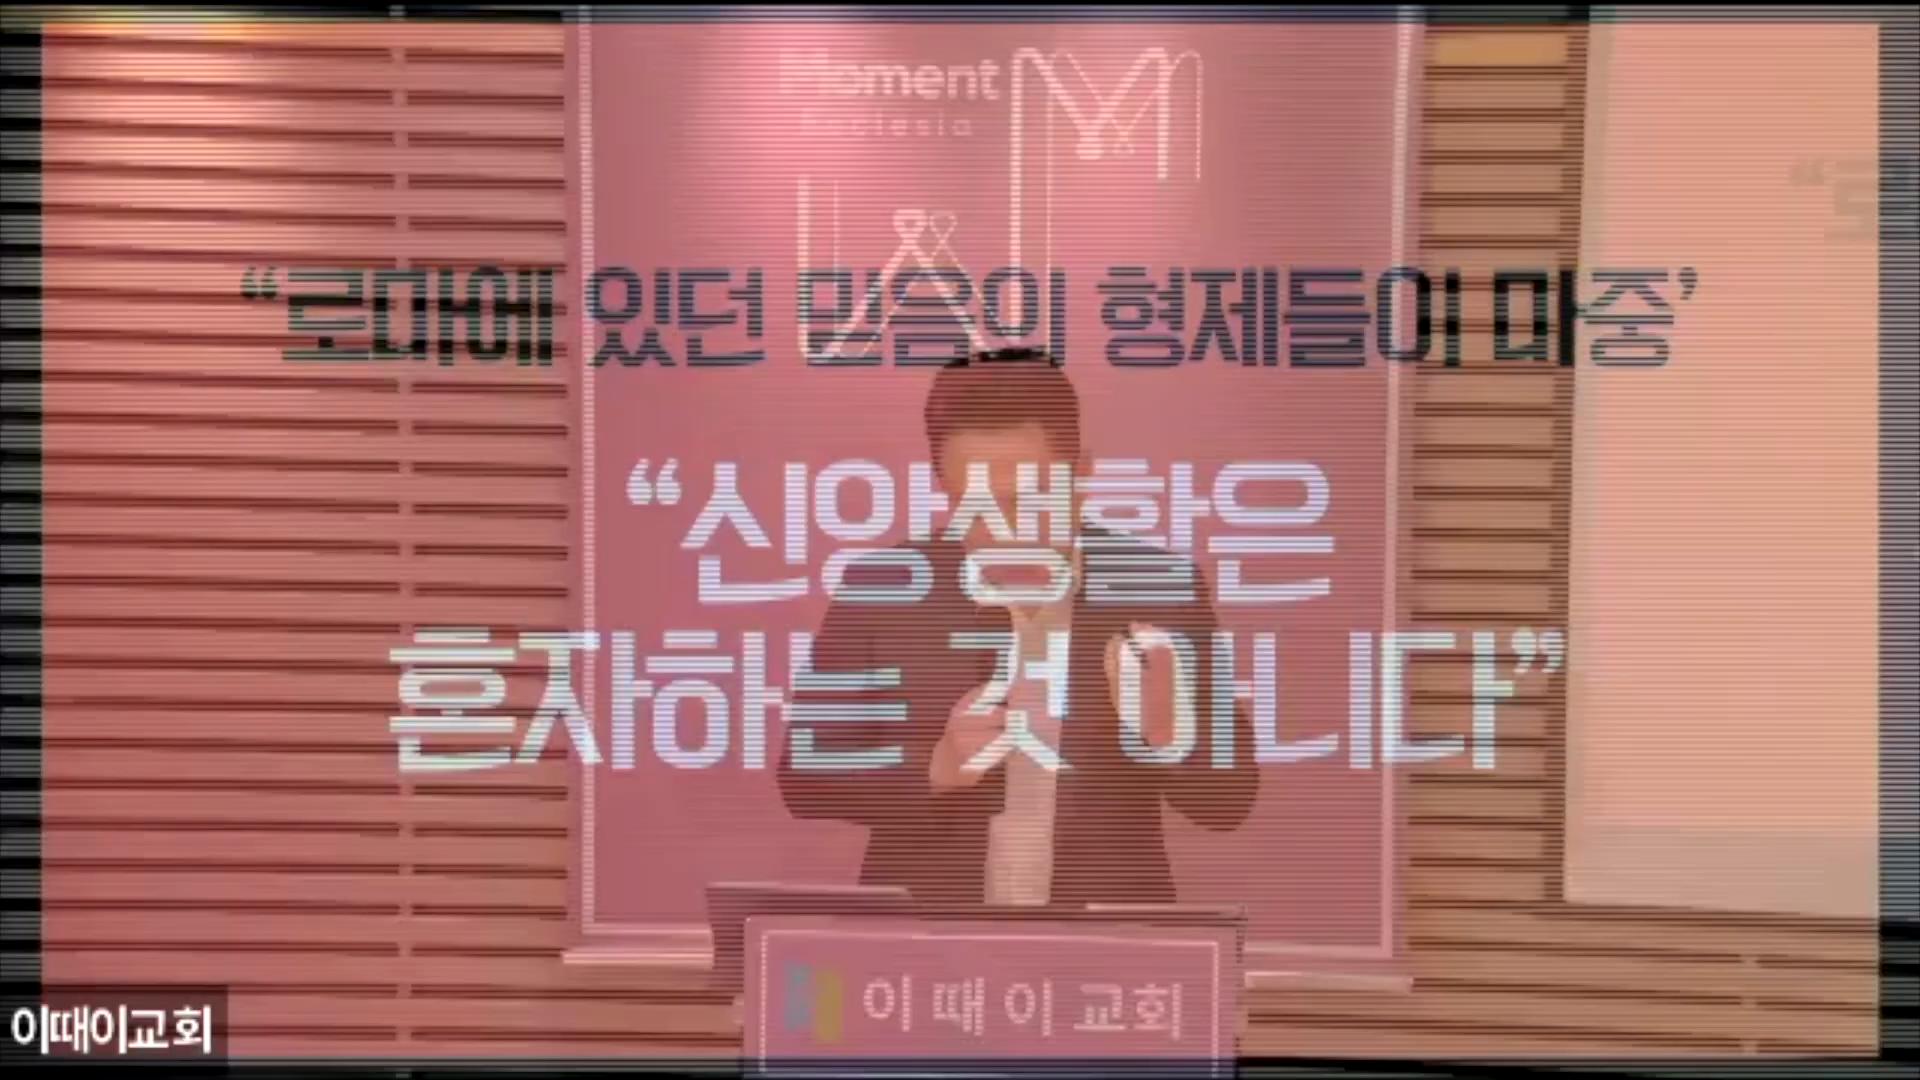 Moment
Ecclesia
“로마에 있던 믿음의 형제들이 마중’
“신앙생활은
혼자하는 것 아니다”
이때이교회
이때이교회